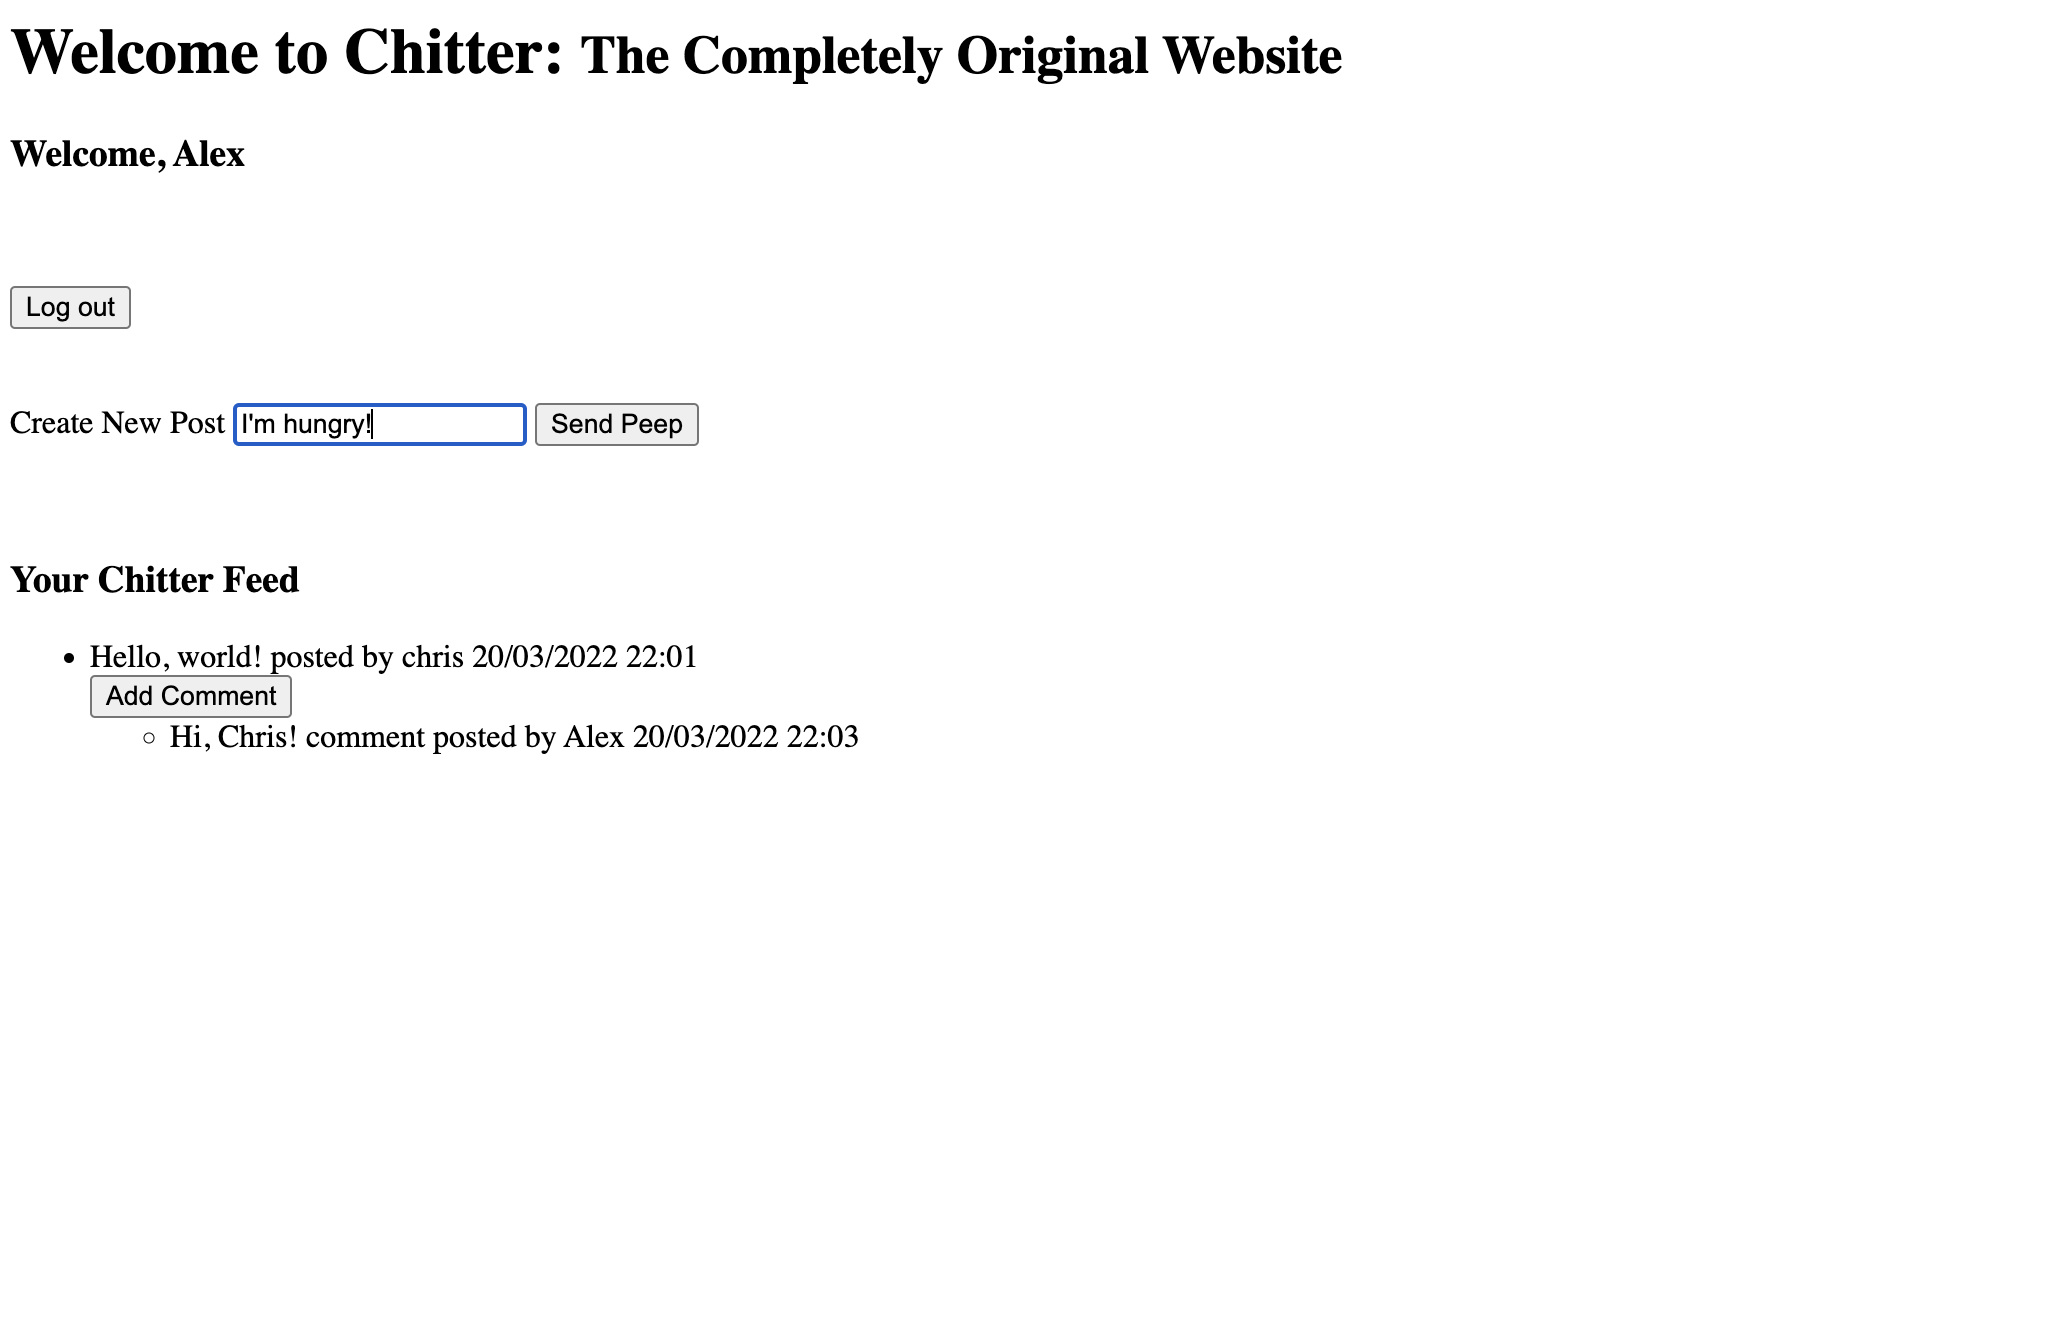 Welcome to Chitter: The Completely Original Website
Welcome, Alex
Log out
Create New Post I'm hungry! Send Peep
Your Chitter Feed
Hello, world! posted by chris 20/03/2022 22:01
Add Comment
Hi, Chris! comment posted by Alex 20/03/2022 22:03